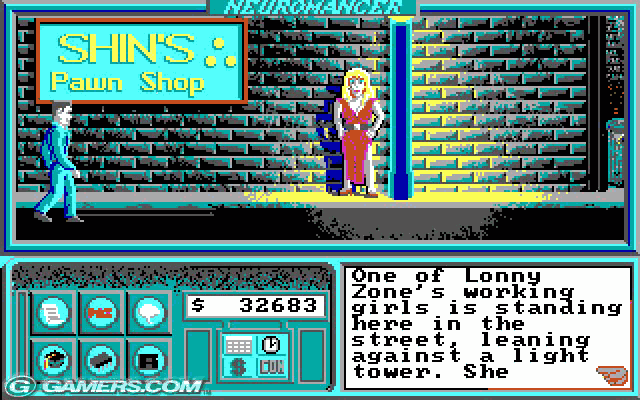 NEUROMANCER
SHIN'S
Pawn Shop
$ 32683
PAX
One of Lonny
Zone's working
girls is standing
here in the
street, leaning
against a light
tower. She
$
G GAMERS.COM